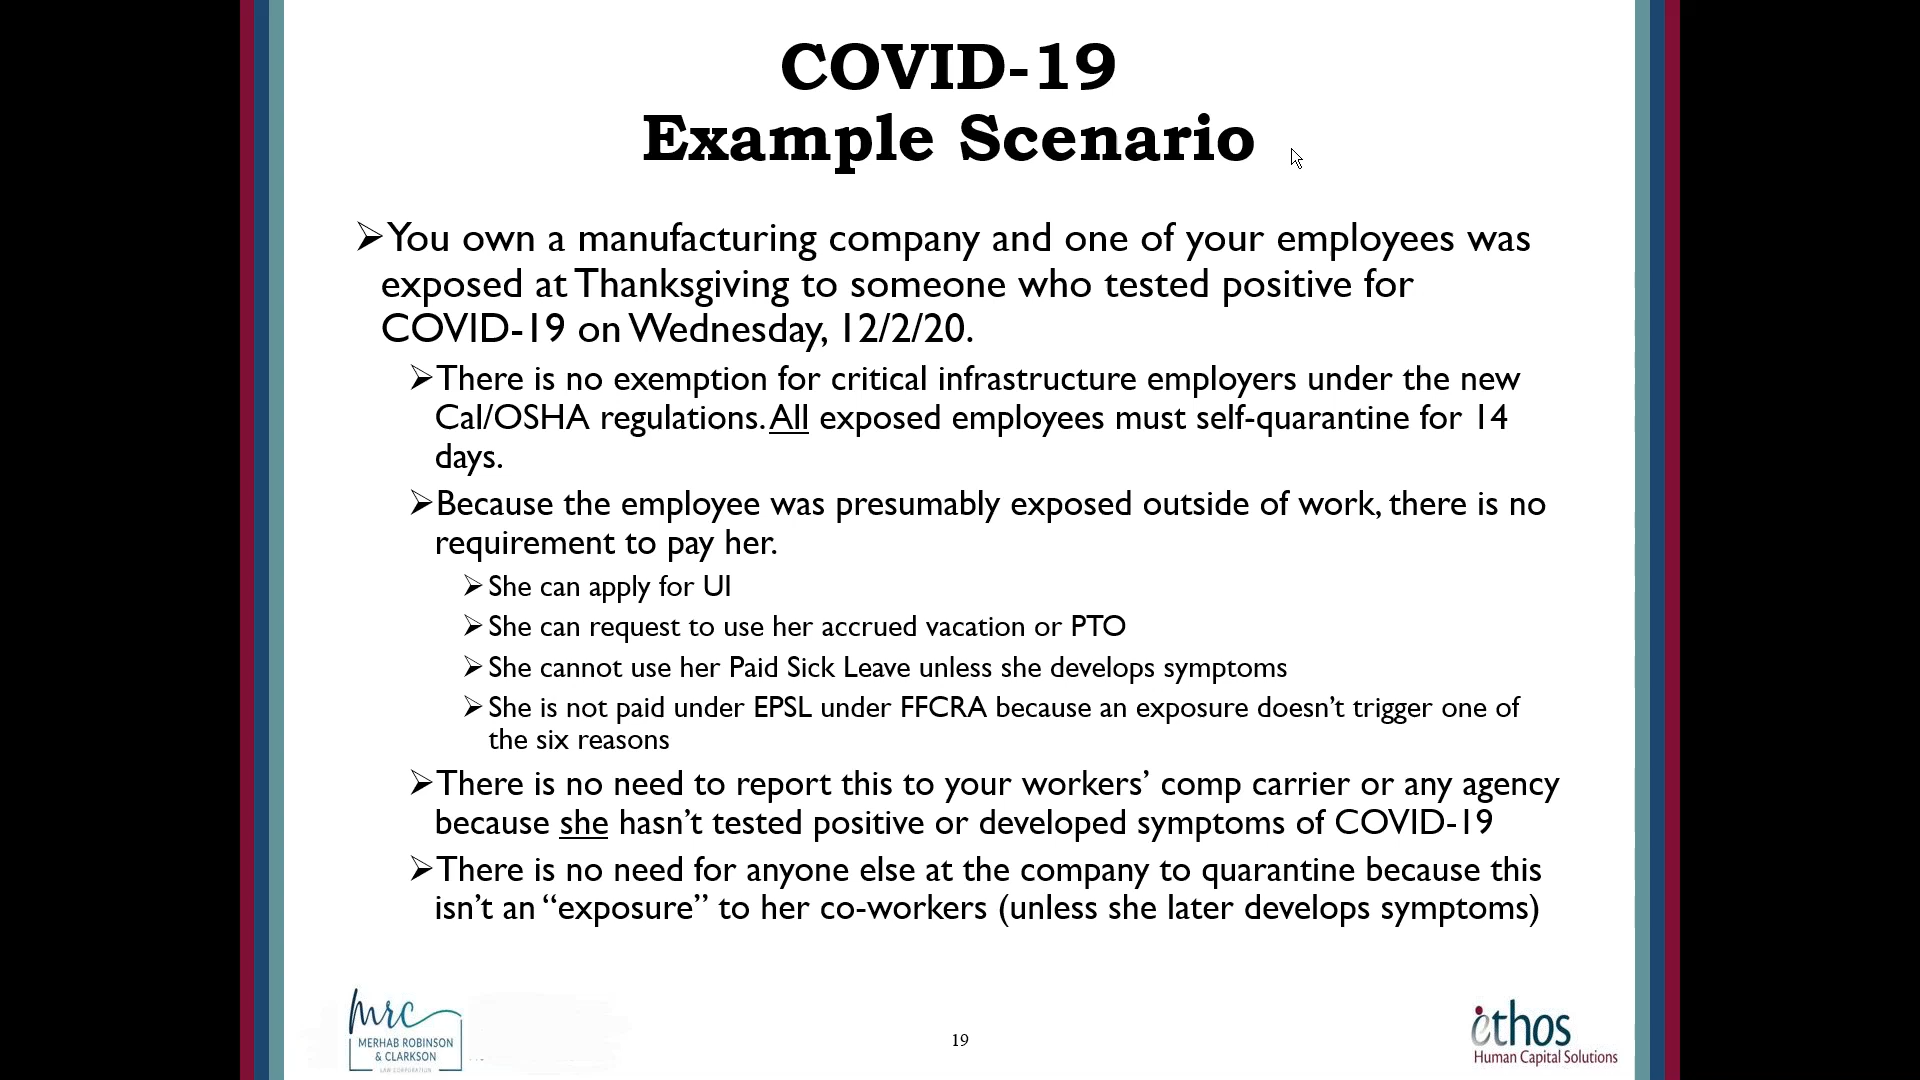 COVID-19
Example Scenario
➢You own a manufacturing company and one of your employees was
exposed at Thanksgiving to someone who tested positive for
COVID-19 on Wednesday, 12/2/20.
➢There is no exemption for critical infrastructure employers under the new
Cal/OSHA regulations. All exposed employees must self-quarantine for 14
days.
➢Because the employee was presumably exposed outside of work, there is no
requirement to pay her.
➢She can apply for UI
➢She can request to use her accrued vacation or PTO
➢She cannot use her Paid Sick Leave unless she develops symptoms
➢She is not paid under EPSL under FFCRA because an exposure doesn’t trigger one of
the six reasons
➢There is no need to report this to your workers’ comp carrier or any agency
because she hasn’t tested positive or developed symptoms of COVID-19
➢There is no need for anyone else at the company to quarantine because this
isn’t an “exposure” to her co-workers (unless she later develops symptoms)
mrc
MERHAB ROBINSON
& CLARKSON
LAW CORPORATION
19
ethos
Human Capital Solutions